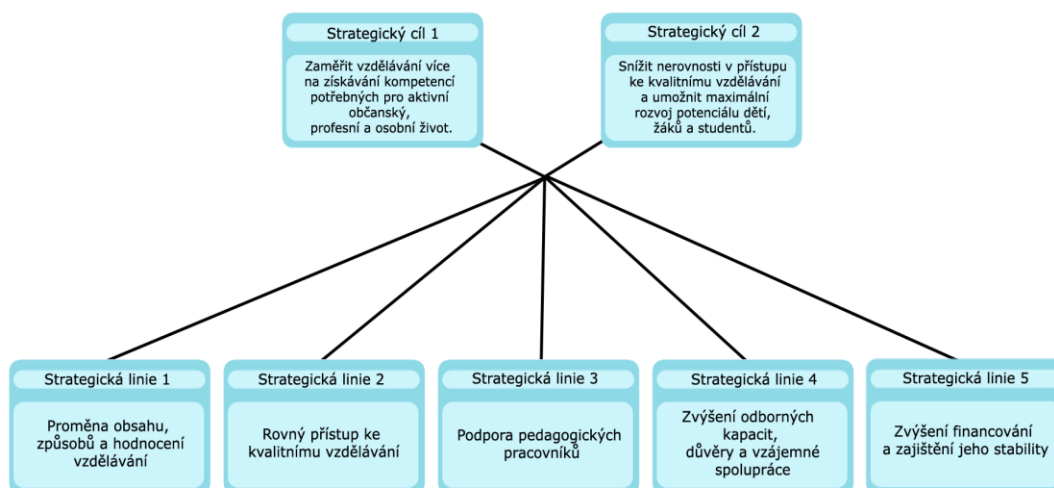 Strategický cíl 1
Zaměřit vzdělávání více
na získávání kompetencí
potřebných pro aktivní
občanský,
profesní a osobní život.
Strategický cíl 2
Snížit nerovnosti v přístupu
ke kvalitnímu vzdělávání
a umožnit maximální
rozvoj potenciálu dětí,
žáků a studentů.
Strategická linie 1
Proměna obsahu,
způsobů a hodnocení
vzdělávání
Strategická linie 2
Rovný přístup ke
kvalitnímu vzdělávání
Strategická linie 3
Podpora pedagogických
pracovníků
Strategická linie 4
Zvýšení odborných
kapacit,
důvěry a vzájemné
spolupráce
Strategická linie 5
Zvýšení financování
a zajištění jeho stability